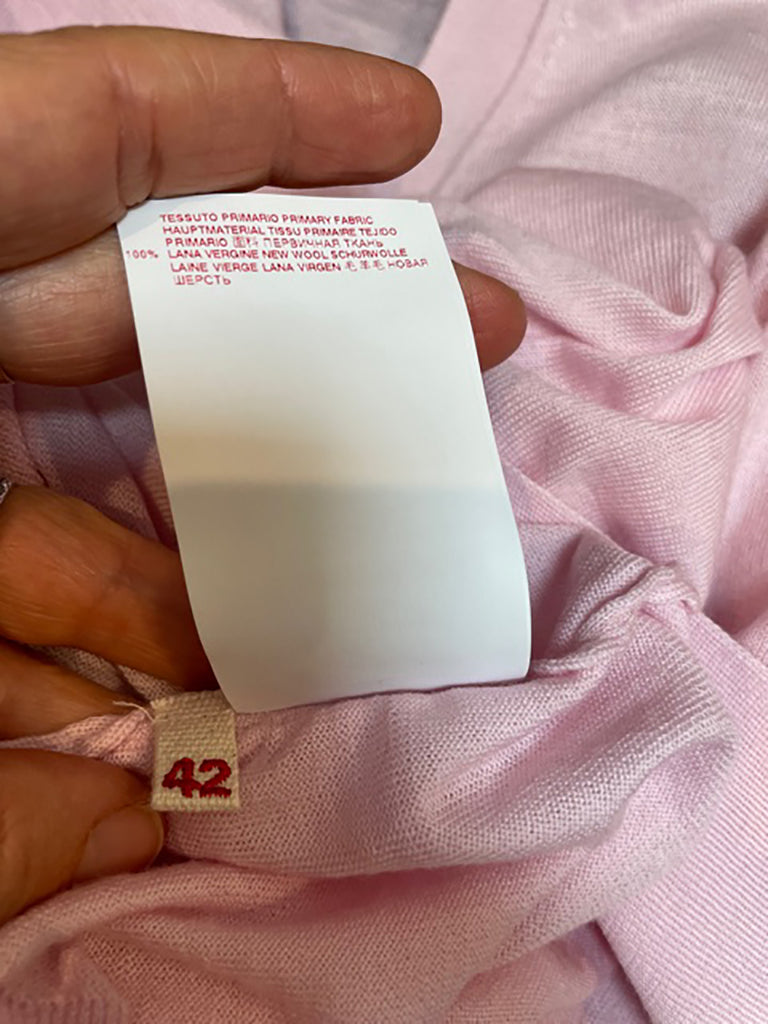 TESSUTO PRIMARIO PRIMARY FABRIC
HAUPTMATERIAL TISSU PRIMAIRE TEJIDO
PRIMARIO 面料 ПЕРВИЧНАЯ ТКАНЬ
100% LANA VERGINE NEW WOOL SCHURWOLLE
LAINE VIERGE LANA VIRGEN 毛 羊毛 НОВАЯ
ШЕРСТЬ
42